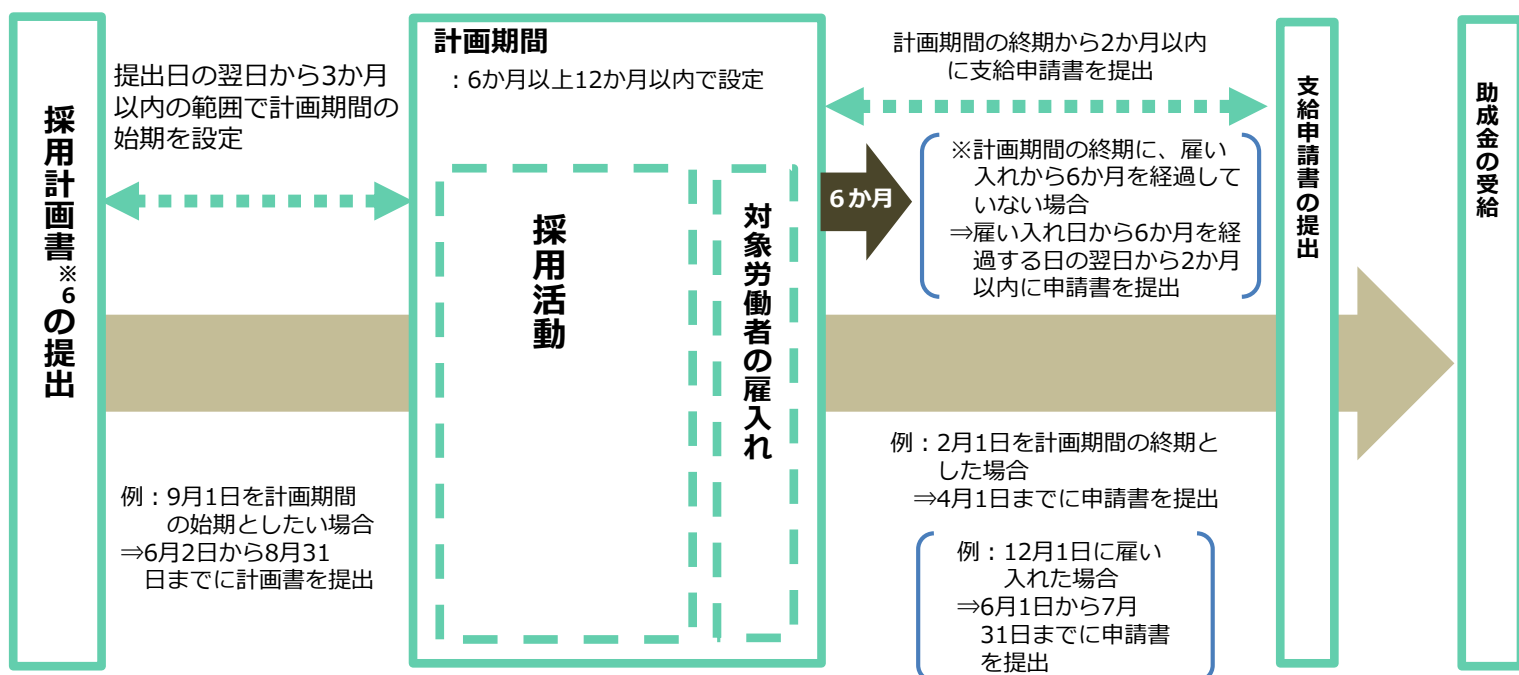 採用計画書※6の提出
提出日の翌日から3か月
以内の範囲で計画期間の
始期を設定
例：9月1日を計画期間
の始期としたい場合
⇒6月2日から8月31
日までに計画書を提出
計画期間
：6か月以上12か月以内で設定
採用活動
対象労働者の雇入れ
計画期間の終期から2か月以内
に支給申請書を提出
6か月
※計画期間の終期に、雇い
入れから6か月を経過して
いない場合
⇒雇い入れ日から6か月を経
過する日の翌日から2か月
以内に申請書を提出
例：2月1日を計画期間の終期と
した場合
⇒4月1日までに申請書を提出
例：12月1日に雇い
入れた場合
⇒6月1日から7月
31日までに申請書
を提出
支給申請書の提出
助成金の受給